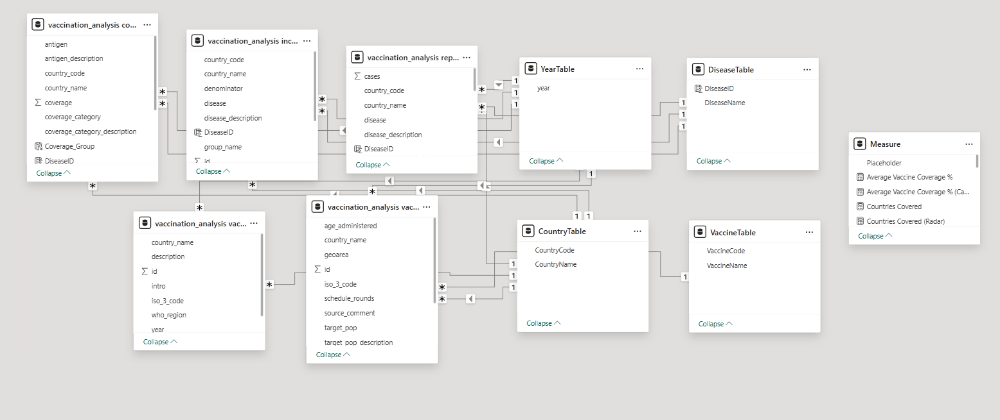 vaccination_analysis co...
antigen
antigen_description
country_code
country_name
coverage
coverage_category
coverage_category_description
Coverage_Group
DiseaseID
Collapse
vaccination_analysis inc...
country_code
country_name
denominator
disease
disease_description
DiseaseID
group_name
id
Collapse
vaccination_analysis rep...
cases
country_code
country_name
disease
disease_description
DiseaseID
Collapse
YearTable
year
Collapse
DiseaseTable
DiseaseID
DiseaseName
Collapse
Measure
Placeholder
Average Vaccine Coverage %
Average Vaccine Coverage % (Ca...
Countries Covered
Countries Covered (Radar)
Collapse
vaccination_analysis vac...
country_name
description
id
intro
iso_3_code
who_region
year
Collapse
vaccination_analysis vac...
age_administered
country_name
geoarea
id
iso_3_code
schedule_rounds
source_comment
target_pop
target_pop_description
Collapse
CountryTable
CountryCode
CountryName
Collapse
VaccineTable
VaccineCode
VaccineName
Collapse